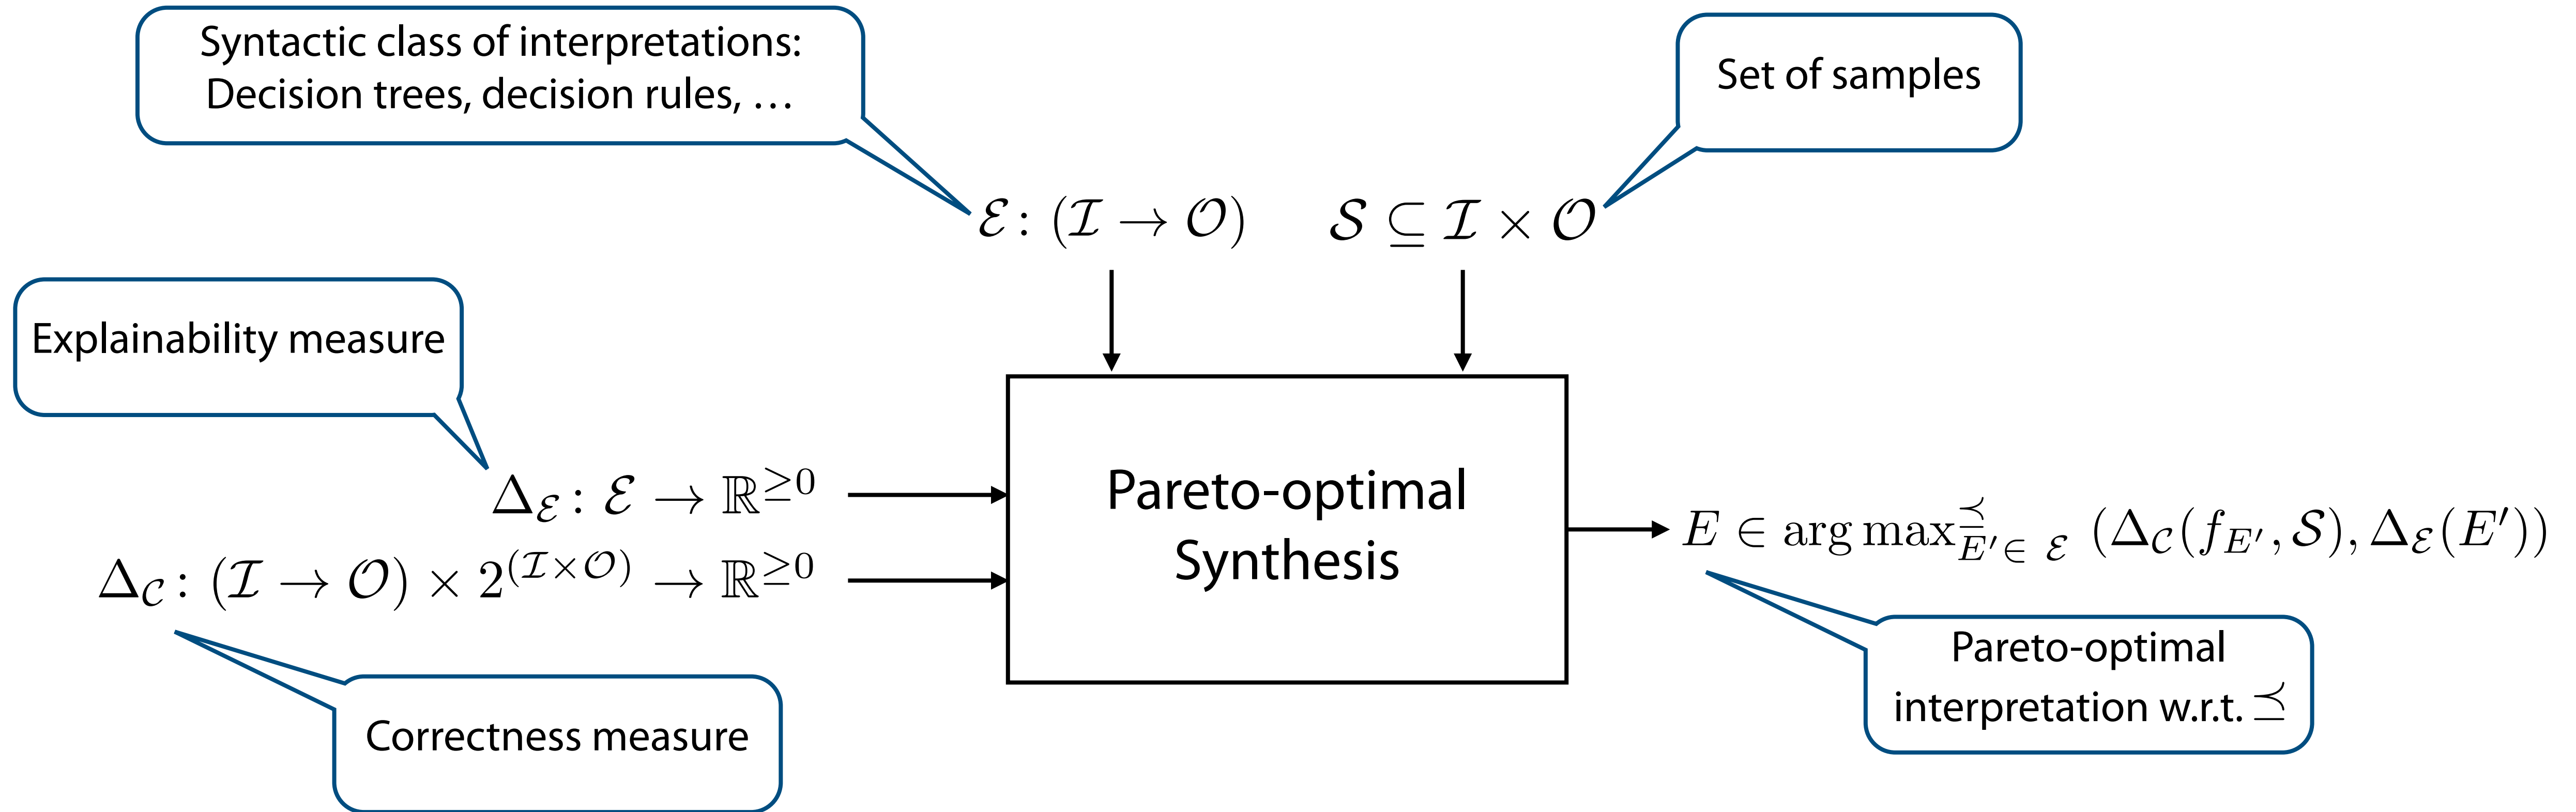 Syntactic class of interpretations:
Decision trees, decision rules, …
Set of samples
ℰ: (ℐ → 𝒪)
𝒮 ⊆ ℐ × 𝒪
Explainability measure
Δ_ℰ: ℰ → ℝ^{≥0}
Δ_𝒞: (ℐ → 𝒪) × 2^{(ℐ×𝒪)} → ℝ^{≥0}
Correctness measure
Pareto-optimal
Synthesis
E ∈ arg max^{⪯}_{E′∈ ℰ} (Δ_𝒞(f_{E′}, 𝒮), Δ_ℰ(E′))
Pareto-optimal
interpretation w.r.t. ⪯